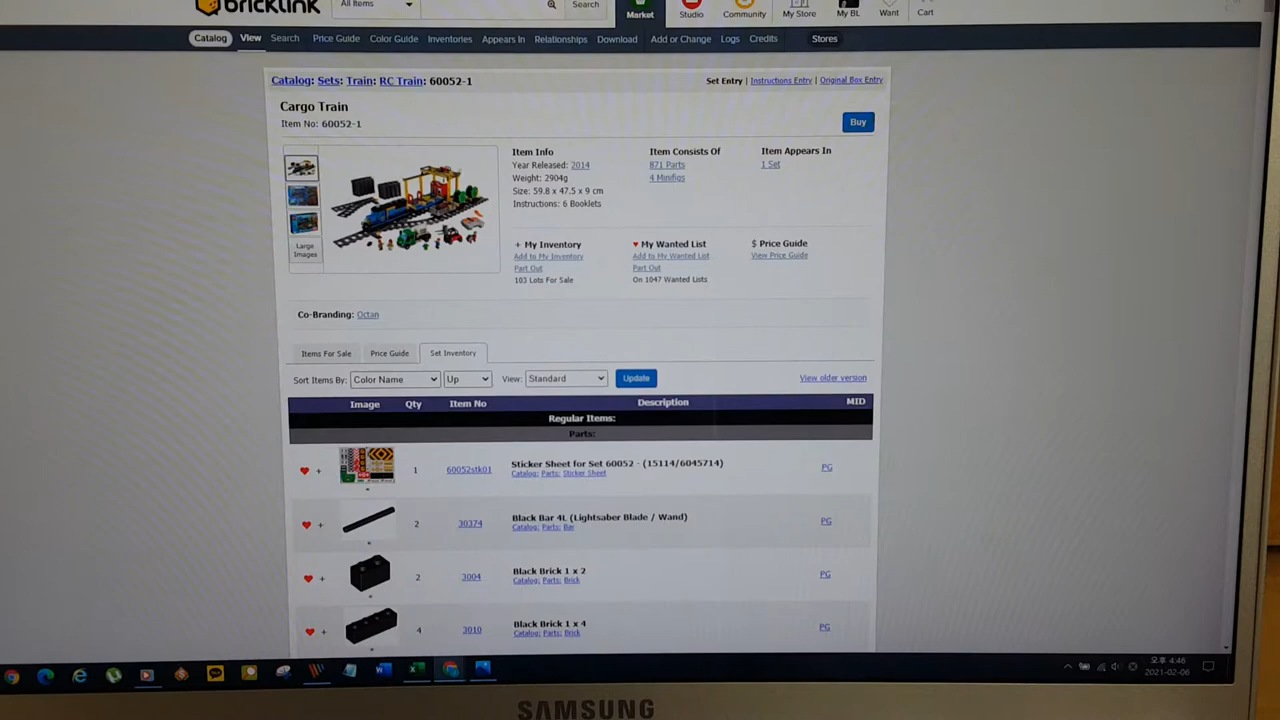 bricklink
All Items
Search
Market
Studio
Community
My Store
My BL
Want
Cart
Catalog View Search Price Guide Color Guide Inventories Appears In Relationships Download Add or Change Logs Credits Stores
Catalog: Sets: Train: RC Train: 60052-1
Set Entry | Instructions Entry | Original Box Entry
Cargo Train
Item No: 60052-1
Buy
Large
Images
Item Info
Year Released: 2014
Weight: 2904g
Size: 59.8 x 47.5 x 9 cm
Instructions: 6 Booklets
Item Consists Of
871 Parts
4 Minifigs
Item Appears In
1 Set
+ My Inventory
Add to My Inventory
Part Out
103 Lots For Sale
♥ My Wanted List
Add to My Wanted List
Part Out
On 1047 Wanted Lists
$ Price Guide
View Price Guide
Co-Branding: Octan
Items For Sale Price Guide Set Inventory
Sort Items By: Color Name Up View: Standard Update View older version
Image Qty Item No Description MID
Regular Items:
Parts:
♥ + 1 60052stk01 Sticker Sheet for Set 60052 - (15114/6045714) PG
Catalog: Parts: Sticker Sheet
♥ + 2 30374 Black Bar 4L (Lightsaber Blade / Wand) PG
Catalog: Parts: Bar
♥ + 2 3004 Black Brick 1 x 2 PG
Catalog: Parts: Brick
♥ + 4 3010 Black Brick 1 x 4 PG
Catalog: Parts: Brick
오후 4:46
2021-02-06
SAMSUNG